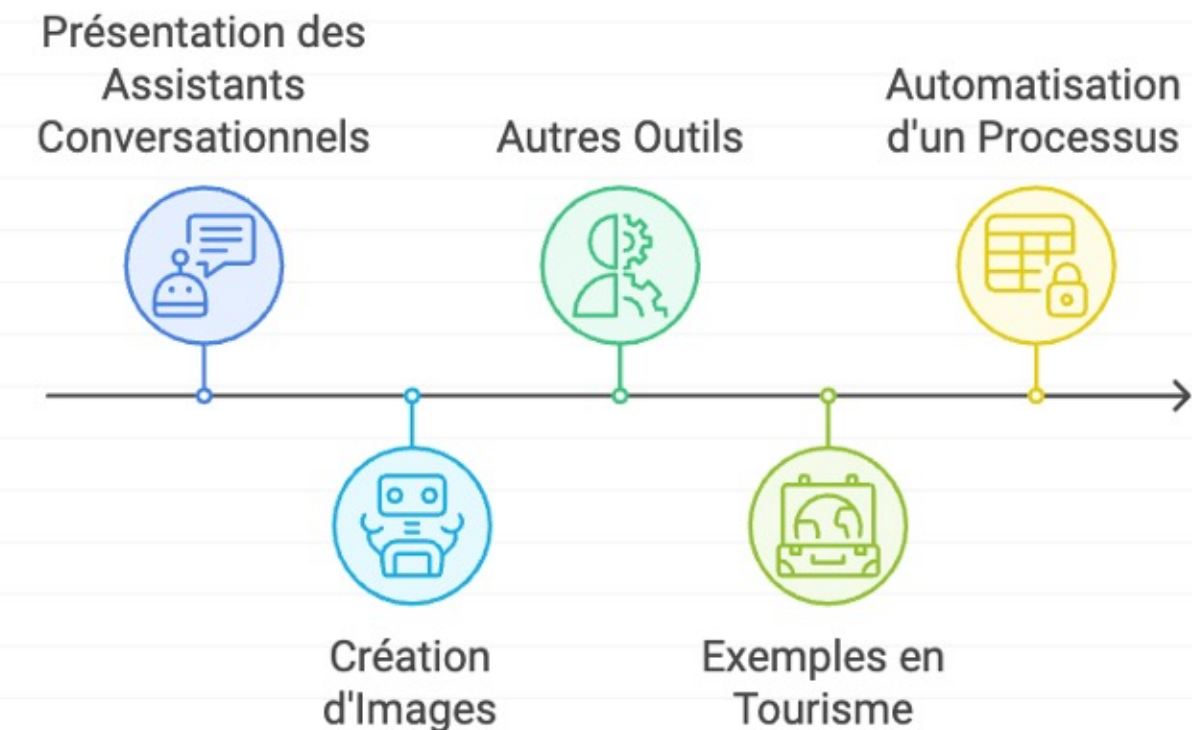 Présentation des
Assistants
Conversationnels
Création
d'Images
Autres Outils
Exemples en
Tourisme
Automatisation
d'un Processus